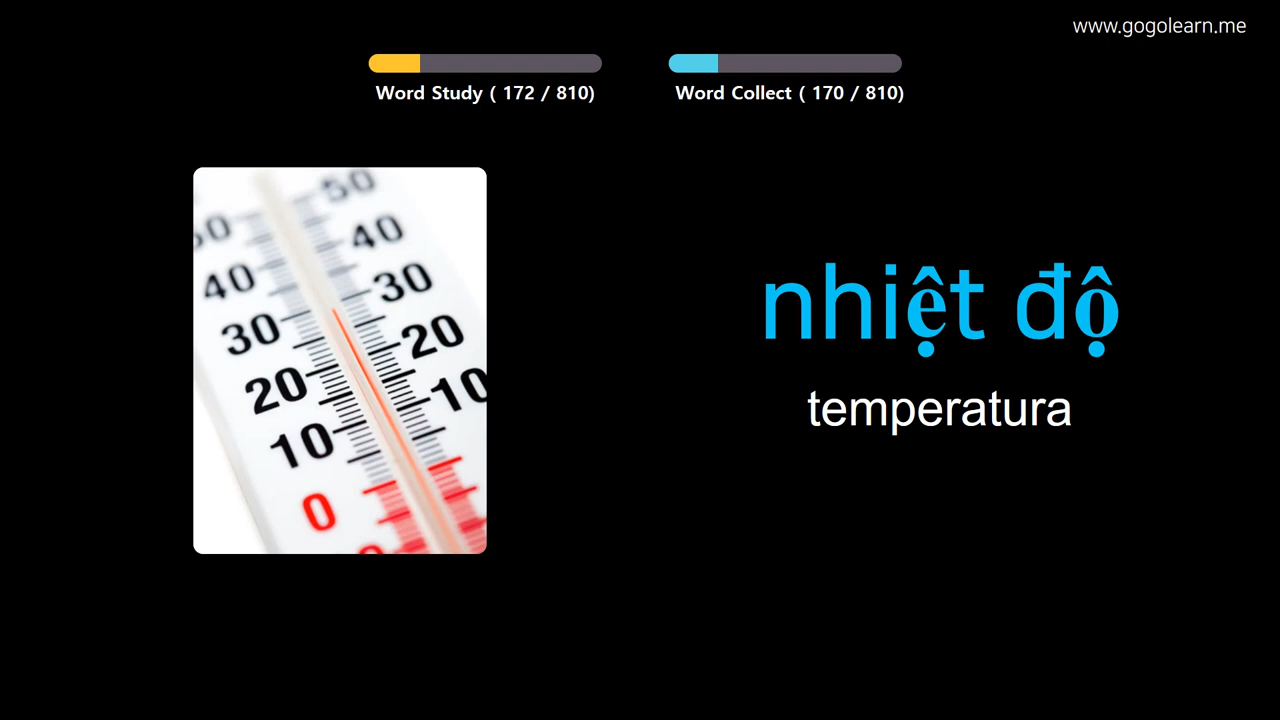 www.gogolearn.me
Word Study ( 172 / 810)
Word Collect ( 170 / 810)
50
40
40
30
30
20
20
10
10
0
nhiệt độ
temperatura